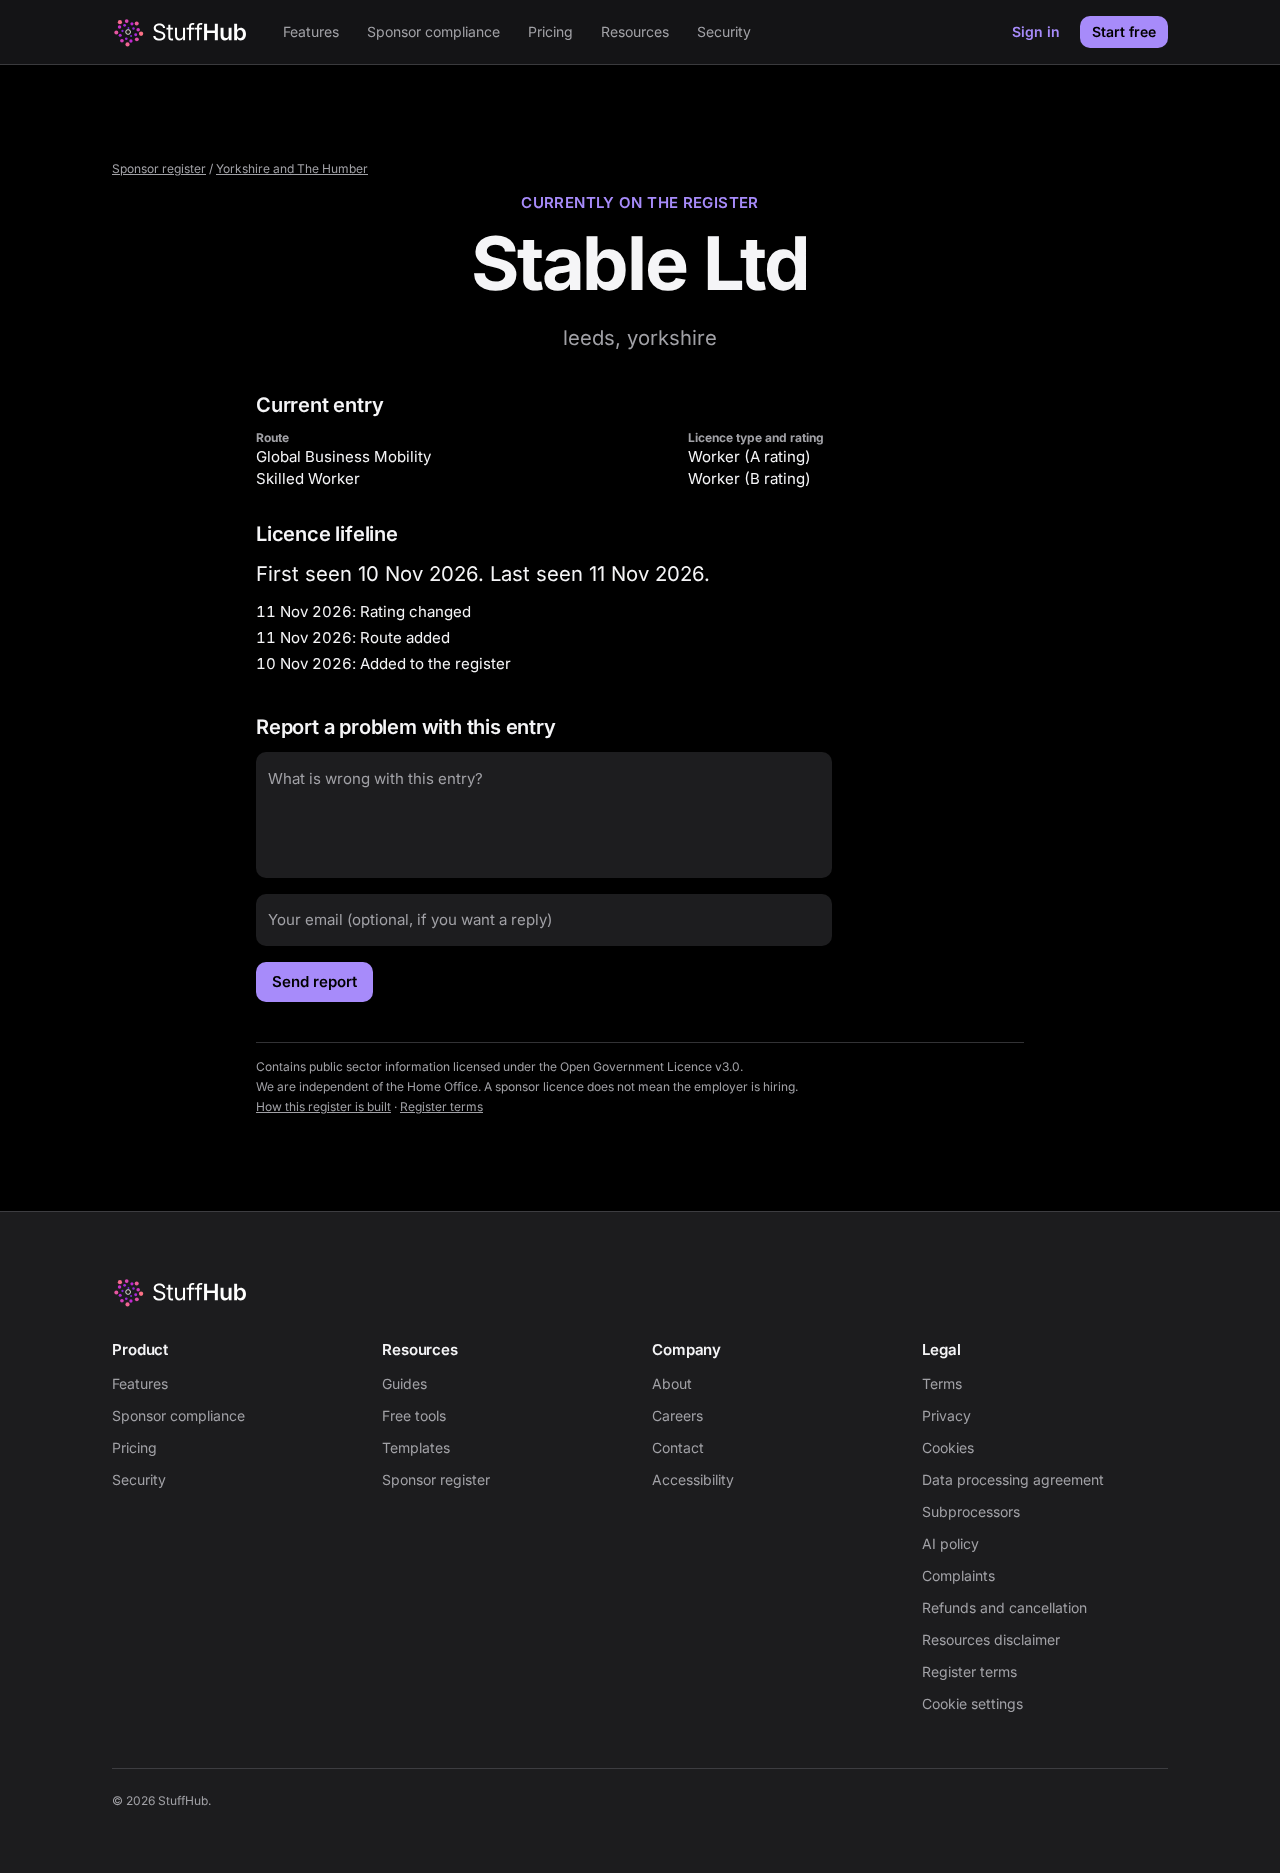 StuffHub Features Sponsor compliance Pricing Resources Security Sign in Start free
Sponsor register / Yorkshire and The Humber
CURRENTLY ON THE REGISTER
Stable Ltd
leeds, yorkshire
Current entry
Route Licence type and rating
Global Business Mobility Worker (A rating)
Skilled Worker Worker (B rating)
Licence lifeline
First seen 10 Nov 2026. Last seen 11 Nov 2026.
11 Nov 2026: Rating changed
11 Nov 2026: Route added
10 Nov 2026: Added to the register
Report a problem with this entry
What is wrong with this entry?
Your email (optional, if you want a reply)
Send report
Contains public sector information licensed under the Open Government Licence v3.0.
We are independent of the Home Office. A sponsor licence does not mean the employer is hiring.
How this register is built · Register terms
StuffHub
Product
Features
Sponsor compliance
Pricing
Security
Resources
Guides
Free tools
Templates
Sponsor register
Company
About
Careers
Contact
Accessibility
Legal
Terms
Privacy
Cookies
Data processing agreement
Subprocessors
AI policy
Complaints
Refunds and cancellation
Resources disclaimer
Register terms
Cookie settings
© 2026 StuffHub.